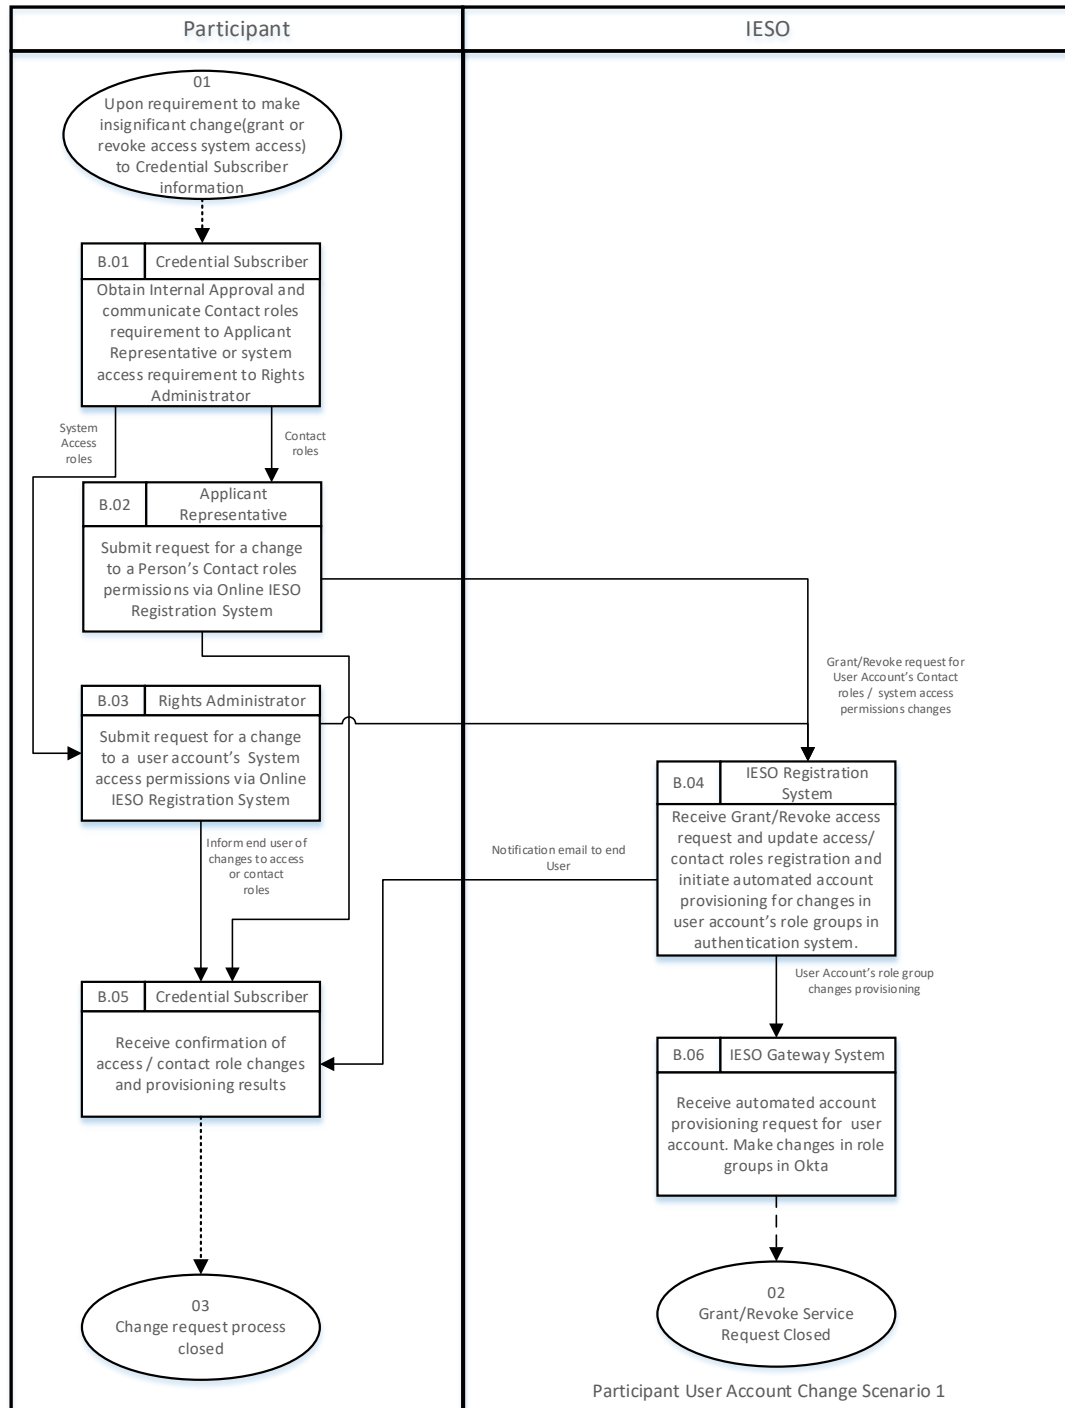 Participant
IESO
01
Upon requirement to make
insignificant change(grant or
revoke access system access)
to Credential Subscriber
information
B.01
Credential Subscriber
Obtain Internal Approval and
communicate Contact roles
requirement to Applicant
Representative or system
access requirement to Rights
Administrator
System
Access
roles
Contact
roles
B.02
Applicant
Representative
Submit request for a change
to a Person’s Contact roles
permissions via Online IESO
Registration System
Grant/Revoke request for
User Account’s Contact
roles / system access
permissions changes
B.03
Rights Administrator
Submit request for a change
to a user account’s System
access permissions via Online
IESO Registration System
B.04
IESO Registration
System
Receive Grant/Revoke access
request and update access/
contact roles registration and
initiate automated account
provisioning for changes in
user account’s role groups in
authentication system.
Inform end user of
changes to access
or contact
roles
Notification email to end
User
User Account’s role group
changes provisioning
B.05
Credential Subscriber
Receive confirmation of
access / contact role changes
and provisioning results
B.06
IESO Gateway System
Receive automated account
provisioning request for user
account. Make changes in role
groups in Okta
03
Change request process
closed
02
Grant/Revoke Service
Request Closed
Participant User Account Change Scenario 1